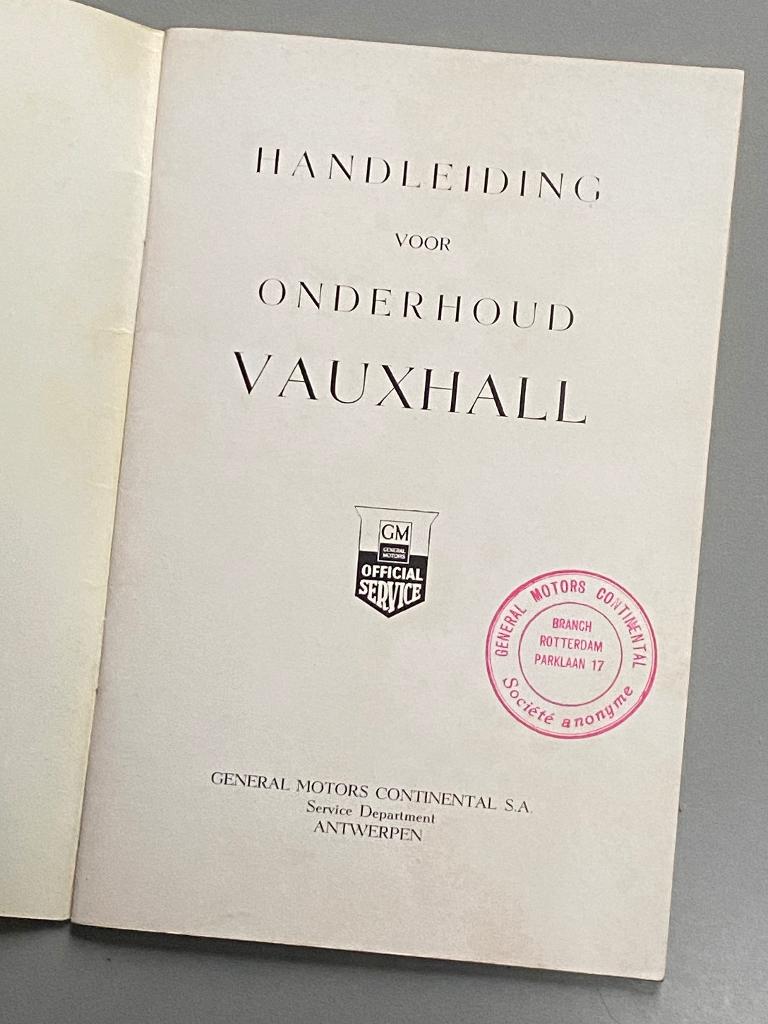 HANDLEIDING
VOOR
ONDERHOUD
VAUXHALL
GM
GENERAL
MOTORS
OFFICIAL
SERVICE
GENERAL MOTORS CONTINENTAL
BRANCH
ROTTERDAM
PARKLAAN 17
Société anonyme
GENERAL MOTORS CONTINENTAL S.A.
Service Department
ANTWERPEN